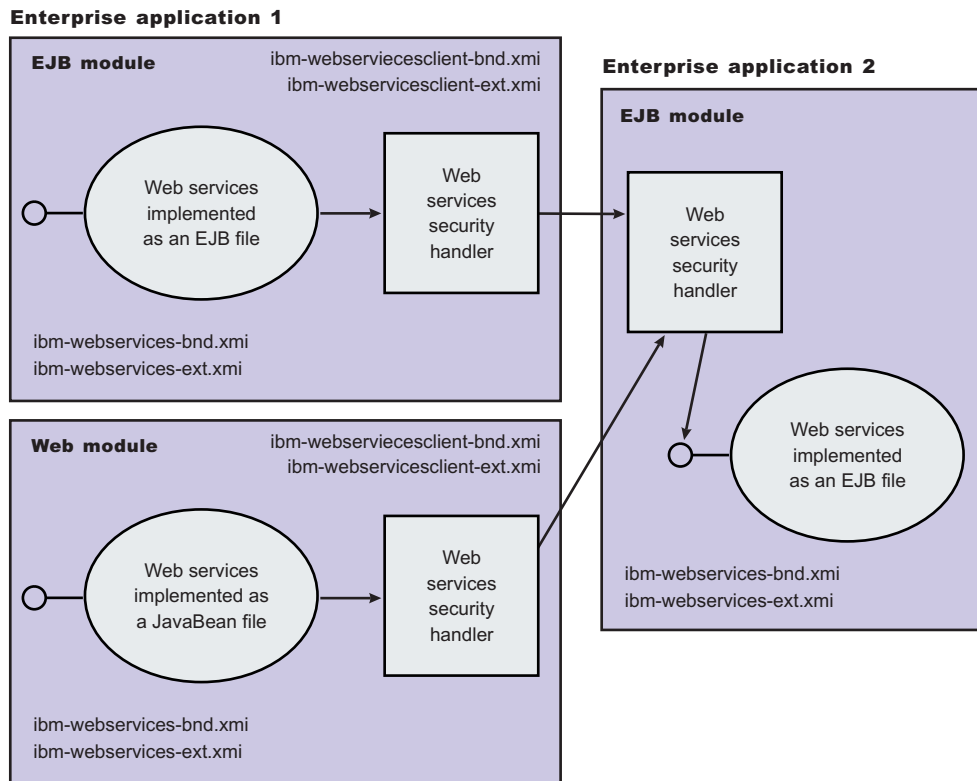 Enterprise application 1
EJB module
ibm-webserviecesclient-bnd.xmi
ibm-webservicesclient-ext.xmi
Web services
implemented
as an EJB file
Web
services
security
handler
ibm-webservices-bnd.xmi
ibm-webservices-ext.xmi
Web module
ibm-webserviecesclient-bnd.xmi
ibm-webservicesclient-ext.xmi
Web services
implemented as
a JavaBean file
Web
services
security
handler
ibm-webservices-bnd.xmi
ibm-webservices-ext.xmi
Enterprise application 2
EJB module
Web
services
security
handler
Web services
implemented
as an EJB file
ibm-webservices-bnd.xmi
ibm-webservices-ext.xmi